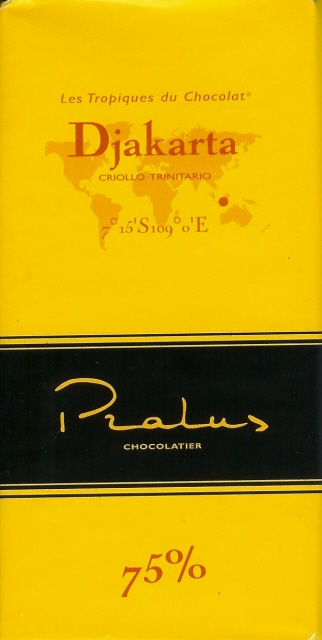 Les Tropiques du Chocolat®
Djakarta
CRIOLLO-TRINITARIO
7°15'S109°0'E
Pralus
CHOCOLATIER
75%